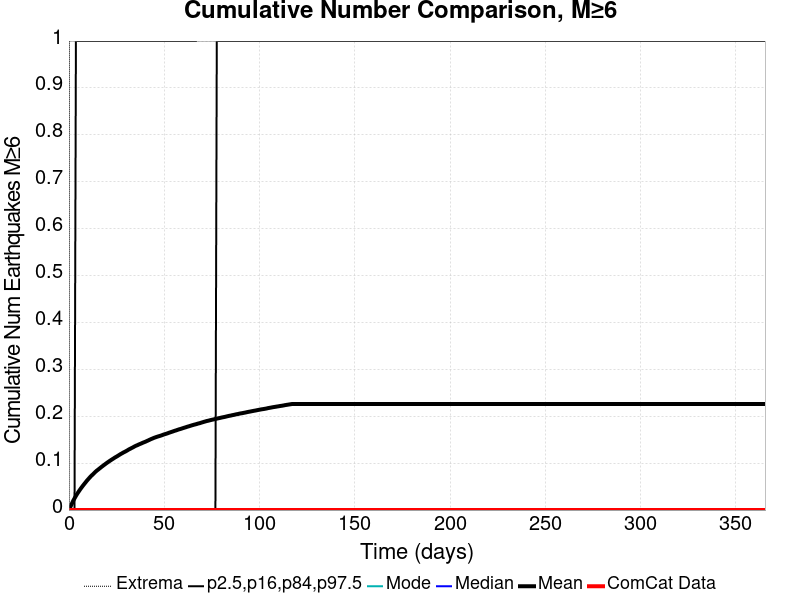 Cumulative Number Comparison, M≥6
Cumulative Num Earthquakes M≥6
1
0.9
0.8
0.7
0.6
0.5
0.4
0.3
0.2
0.1
0
0 50 100 150 200 250 300 350
Time (days)
Extrema p2.5,p16,p84,p97.5 Mode Median Mean ComCat Data